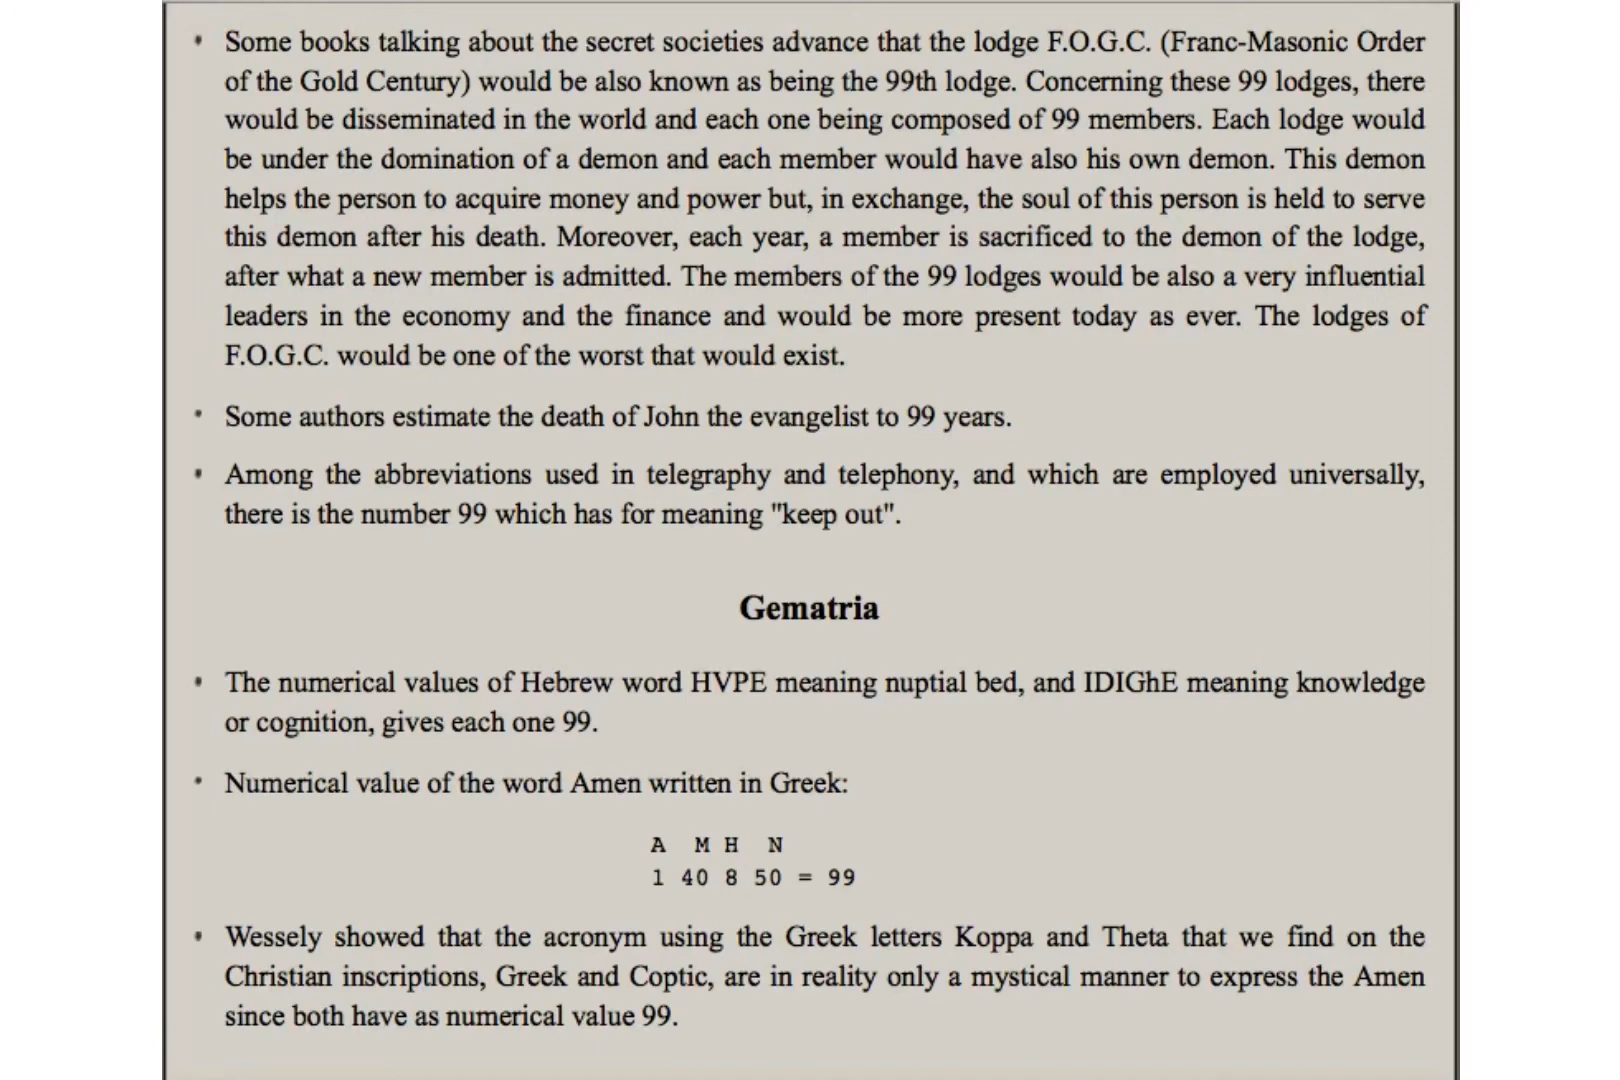 • Some books talking about the secret societies advance that the lodge F.O.G.C. (Franc-Masonic Order
of the Gold Century) would be also known as being the 99th lodge. Concerning these 99 lodges, there
would be disseminated in the world and each one being composed of 99 members. Each lodge would
be under the domination of a demon and each member would have also his own demon. This demon
helps the person to acquire money and power but, in exchange, the soul of this person is held to serve
this demon after his death. Moreover, each year, a member is sacrificed to the demon of the lodge,
after what a new member is admitted. The members of the 99 lodges would be also a very influential
leaders in the economy and the finance and would be more present today as ever. The lodges of
F.O.G.C. would be one of the worst that would exist.
• Some authors estimate the death of John the evangelist to 99 years.
• Among the abbreviations used in telegraphy and telephony, and which are employed universally,
there is the number 99 which has for meaning "keep out".
Gematria
• The numerical values of Hebrew word HVPE meaning nuptial bed, and IDIGhE meaning knowledge
or cognition, gives each one 99.
• Numerical value of the word Amen written in Greek:
A M H N
1 40 8 50 = 99
• Wessely showed that the acronym using the Greek letters Koppa and Theta that we find on the
Christian inscriptions, Greek and Coptic, are in reality only a mystical manner to express the Amen
since both have as numerical value 99.